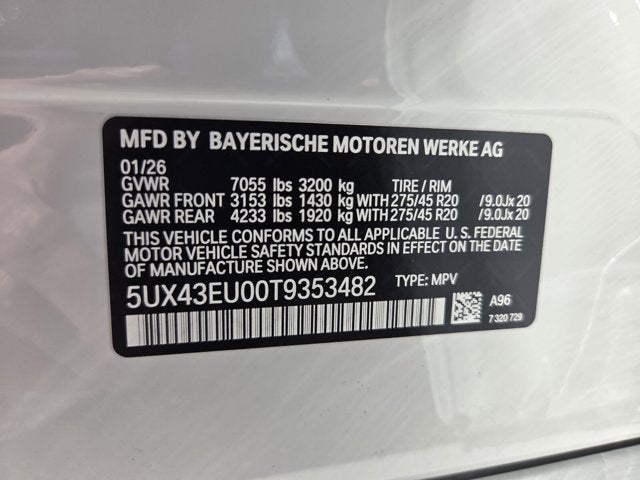 MFD BY BAYERISCHE MOTOREN WERKE AG
01/26
GVWR 7055 lbs 3200 kg TIRE / RIM
GAWR FRONT 3153 lbs 1430 kg WITH 275/45 R20 /9.0Jx 20
GAWR REAR 4233 lbs 1920 kg WITH 275/45 R20 /9.0Jx 20
THIS VEHICLE CONFORMS TO ALL APPLICABLE U. S. FEDERAL
MOTOR VEHICLE SAFETY STANDARDS IN EFFECT ON THE DATE
OF MANUFACTURE SHOWN ABOVE.
5UX43EU00T9353482 TYPE: MPV
A96
7 320 729